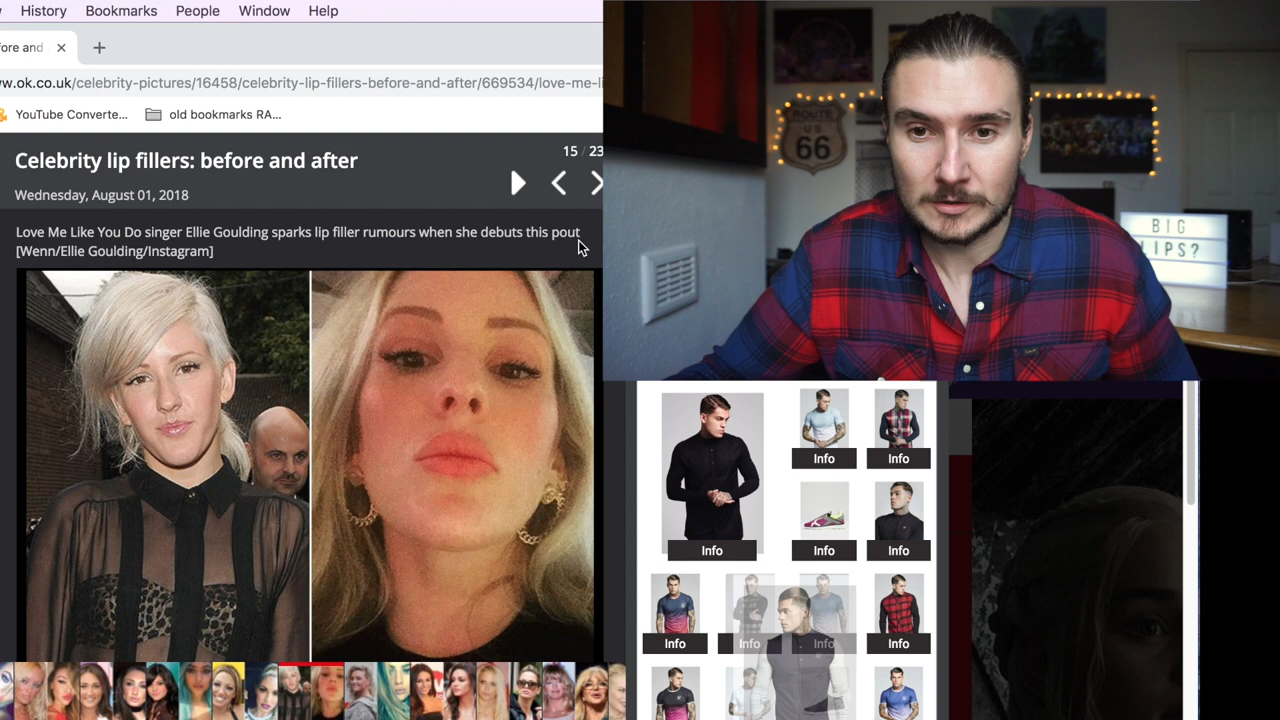 History Bookmarks People Window Help
ore and
w.ok.co.uk/celebrity-pictures/16458/celebrity-lip-fillers-before-and-after/669534/love-me-li
YouTube Converte... old bookmarks RA...
Celebrity lip fillers: before and after
15 / 23
Wednesday, August 01, 2018
Love Me Like You Do singer Ellie Goulding sparks lip filler rumours when she debuts this pout
[Wenn/Ellie Goulding/Instagram]
ROUTE
US
66
BIG
LIPS?
Info Info
Info Info Info
Info Info Info Info